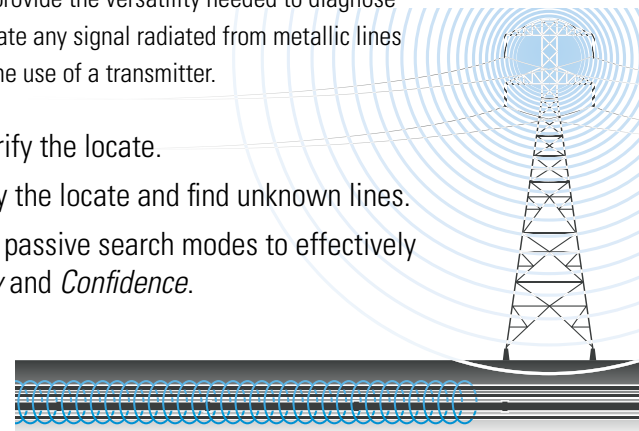 provide the versatility needed to diagnose
ate any signal radiated from metallic lines
he use of a transmitter.
rify the locate.
y the locate and find unknown lines.
passive search modes to effectively
and Confidence.